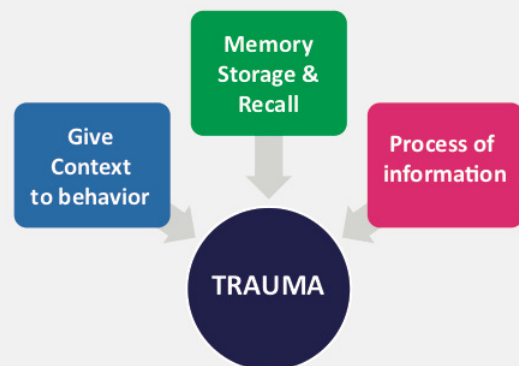 Memory
Storage &
Recall
Give
Context
to behavior
Process of
information
TRAUMA